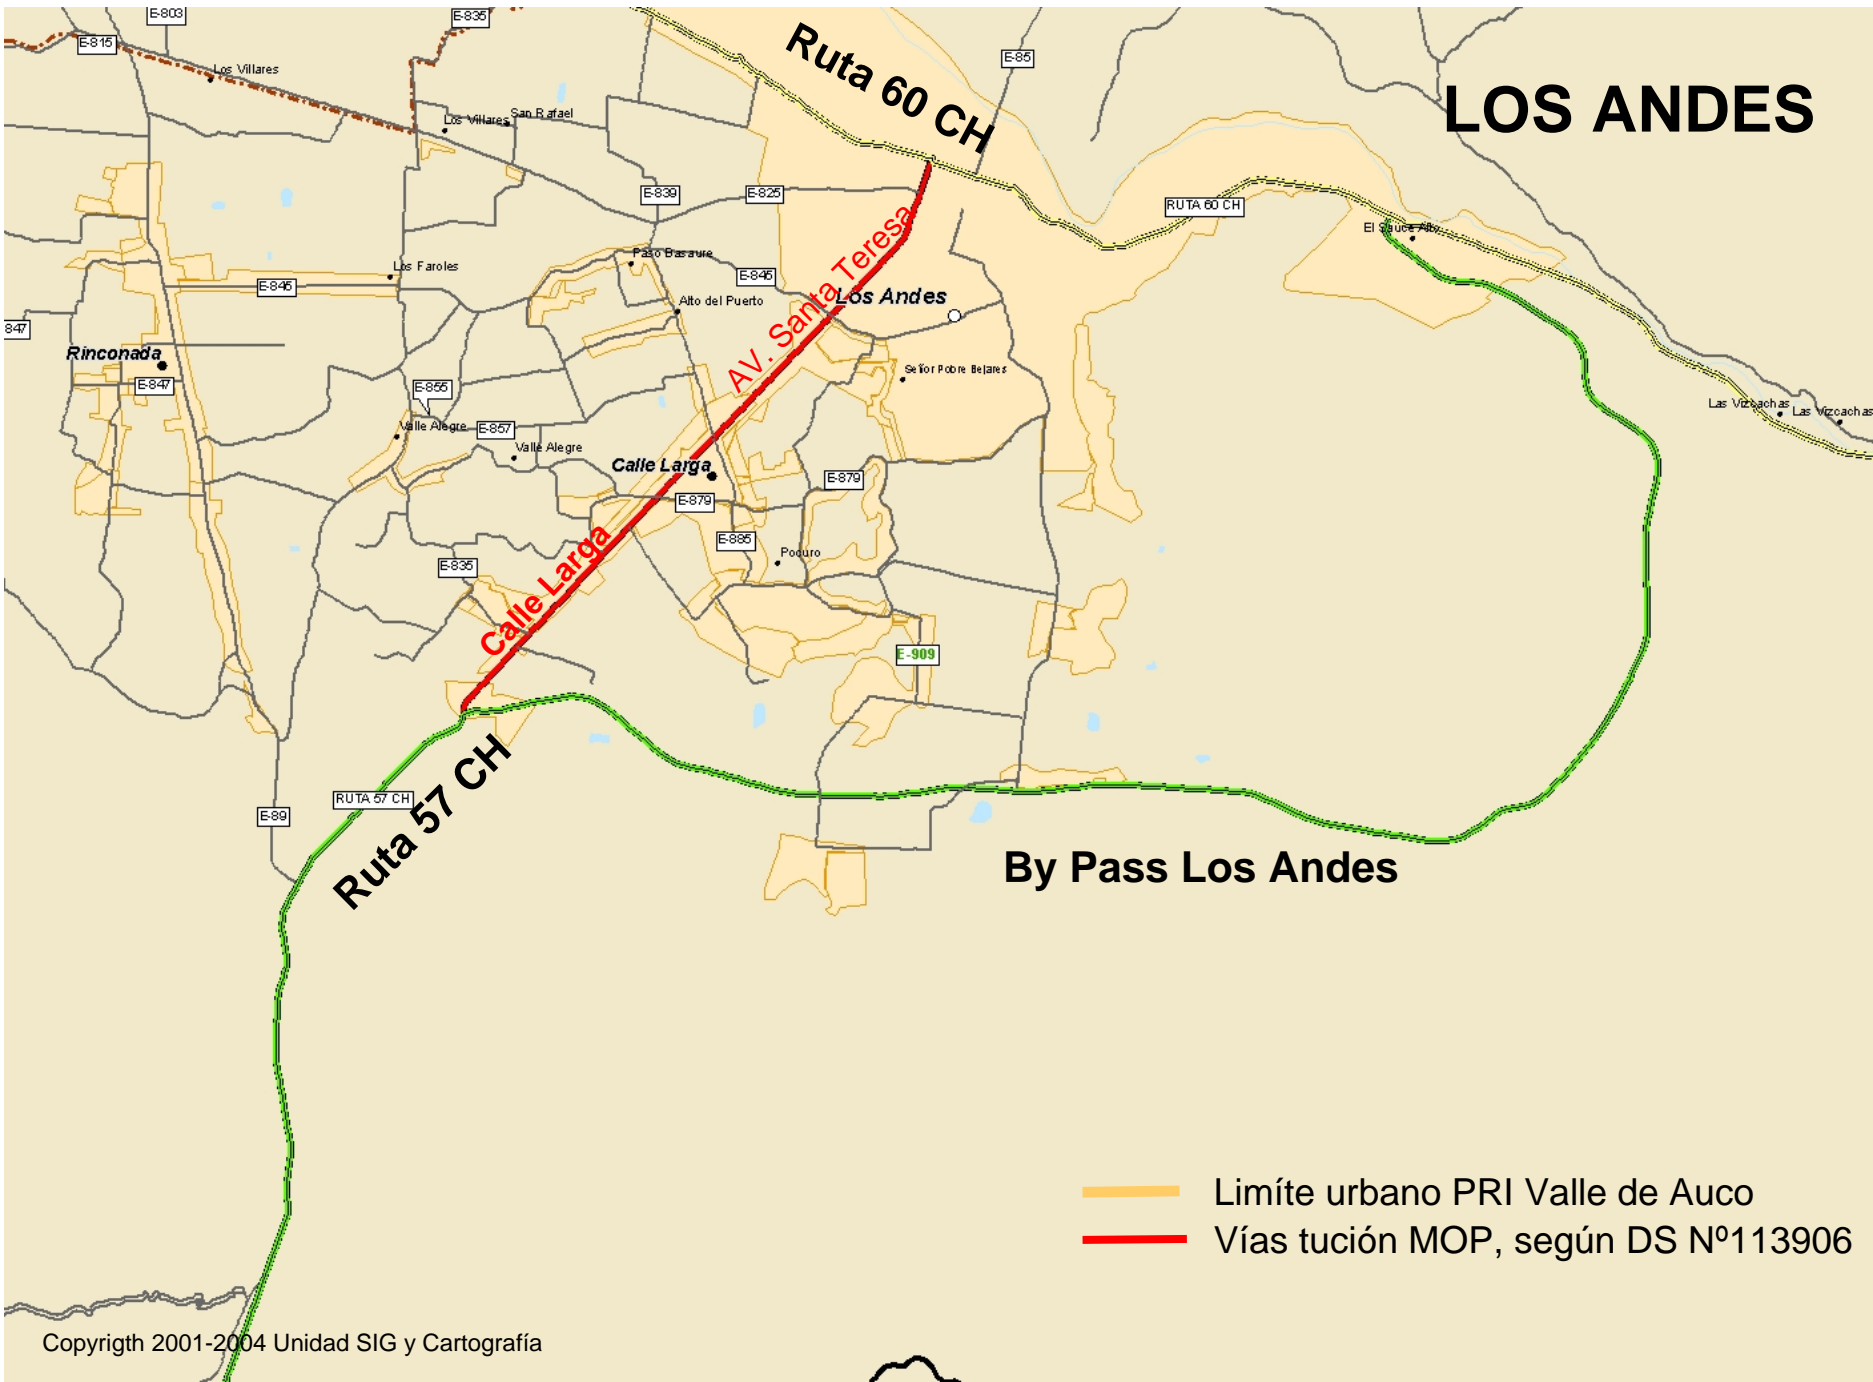 E-803
E-835
E-815
Los Villares
Ruta 60 CH
E-85
LOS ANDES
Los Villares
San Rafael
E-839
E-825
RUTA 60 CH
El Sauce Alto
Paso Basaure
Los Faroles
E-845
E-845
Alto del Puerto
AV. Santa Teresa
Los Andes
847
Rinconada
E-847
E-855
Señor Pobre Bejares
Las Vizcachas
Las Vizcachas
Valle Alegre
E-857
Valle Alegre
Calle Larga
E-879
E-879
E-885
Pocuro
E-835
Calle Larga
E-909
RUTA 57 CH
E-89
Ruta 57 CH
By Pass Los Andes
Limíte urbano PRI Valle de Auco
Vías tución MOP, según DS Nº113906
Copyrigth 2001-2004 Unidad SIG y Cartografía